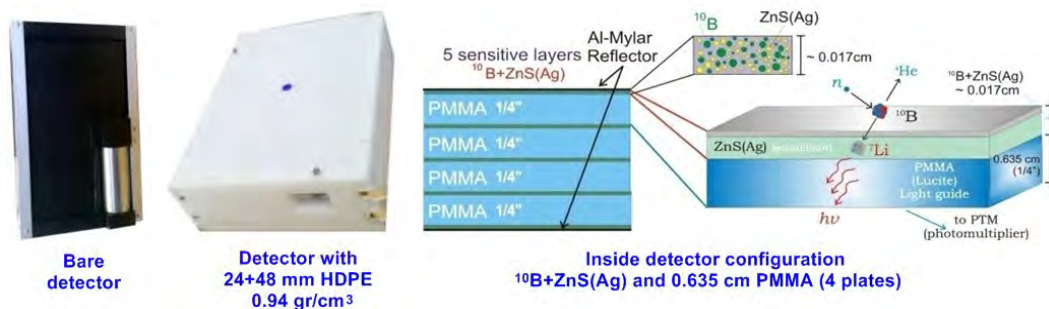 Bare
detector
Detector with
24+48 mm HDPE
0.94 gr/cm³
5 sensitive layers
¹⁰B+ZnS(Ag)
Al-Mylar
Reflector
PMMA 1/4"
PMMA 1/4"
PMMA 1/4"
PMMA 1/4"
¹⁰B
ZnS(Ag)
~ 0.017cm
n
⁴He
¹⁰B+ZnS(Ag)
~ 0.017cm
¹⁰B
ZnS(Ag)
⁷Li
0.635 cm
(1/4")
PMMA
(Lucite)
Light guide
hν
to PTM
(photomultiplier)
Inside detector configuration
¹⁰B+ZnS(Ag) and 0.635 cm PMMA (4 plates)